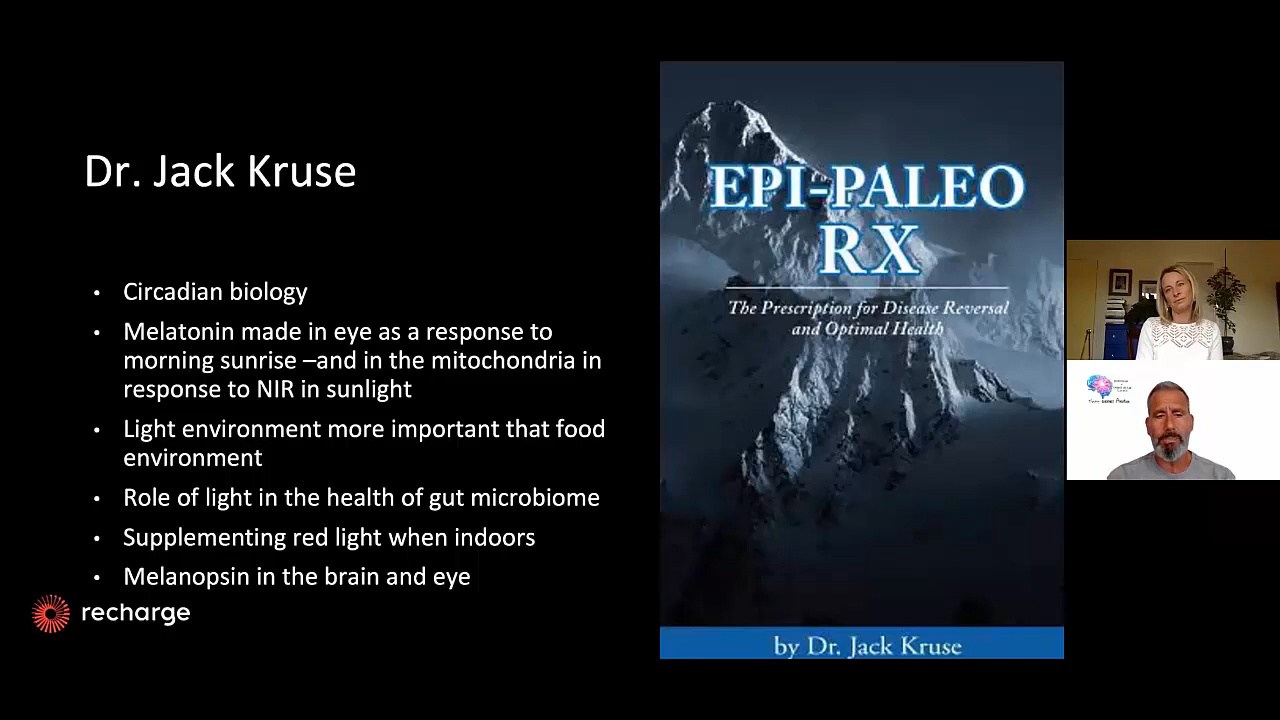 Dr. Jack Kruse
• Circadian biology
• Melatonin made in eye as a response to
morning sunrise –and in the mitochondria in
response to NIR in sunlight
• Light environment more important that food
environment
• Role of light in the health of gut microbiome
• Supplementing red light when indoors
• Melanopsin in the brain and eye
recharge
EPI-PALEO
RX
The Prescription for Disease Reversal
and Optimal Health
by Dr. Jack Kruse